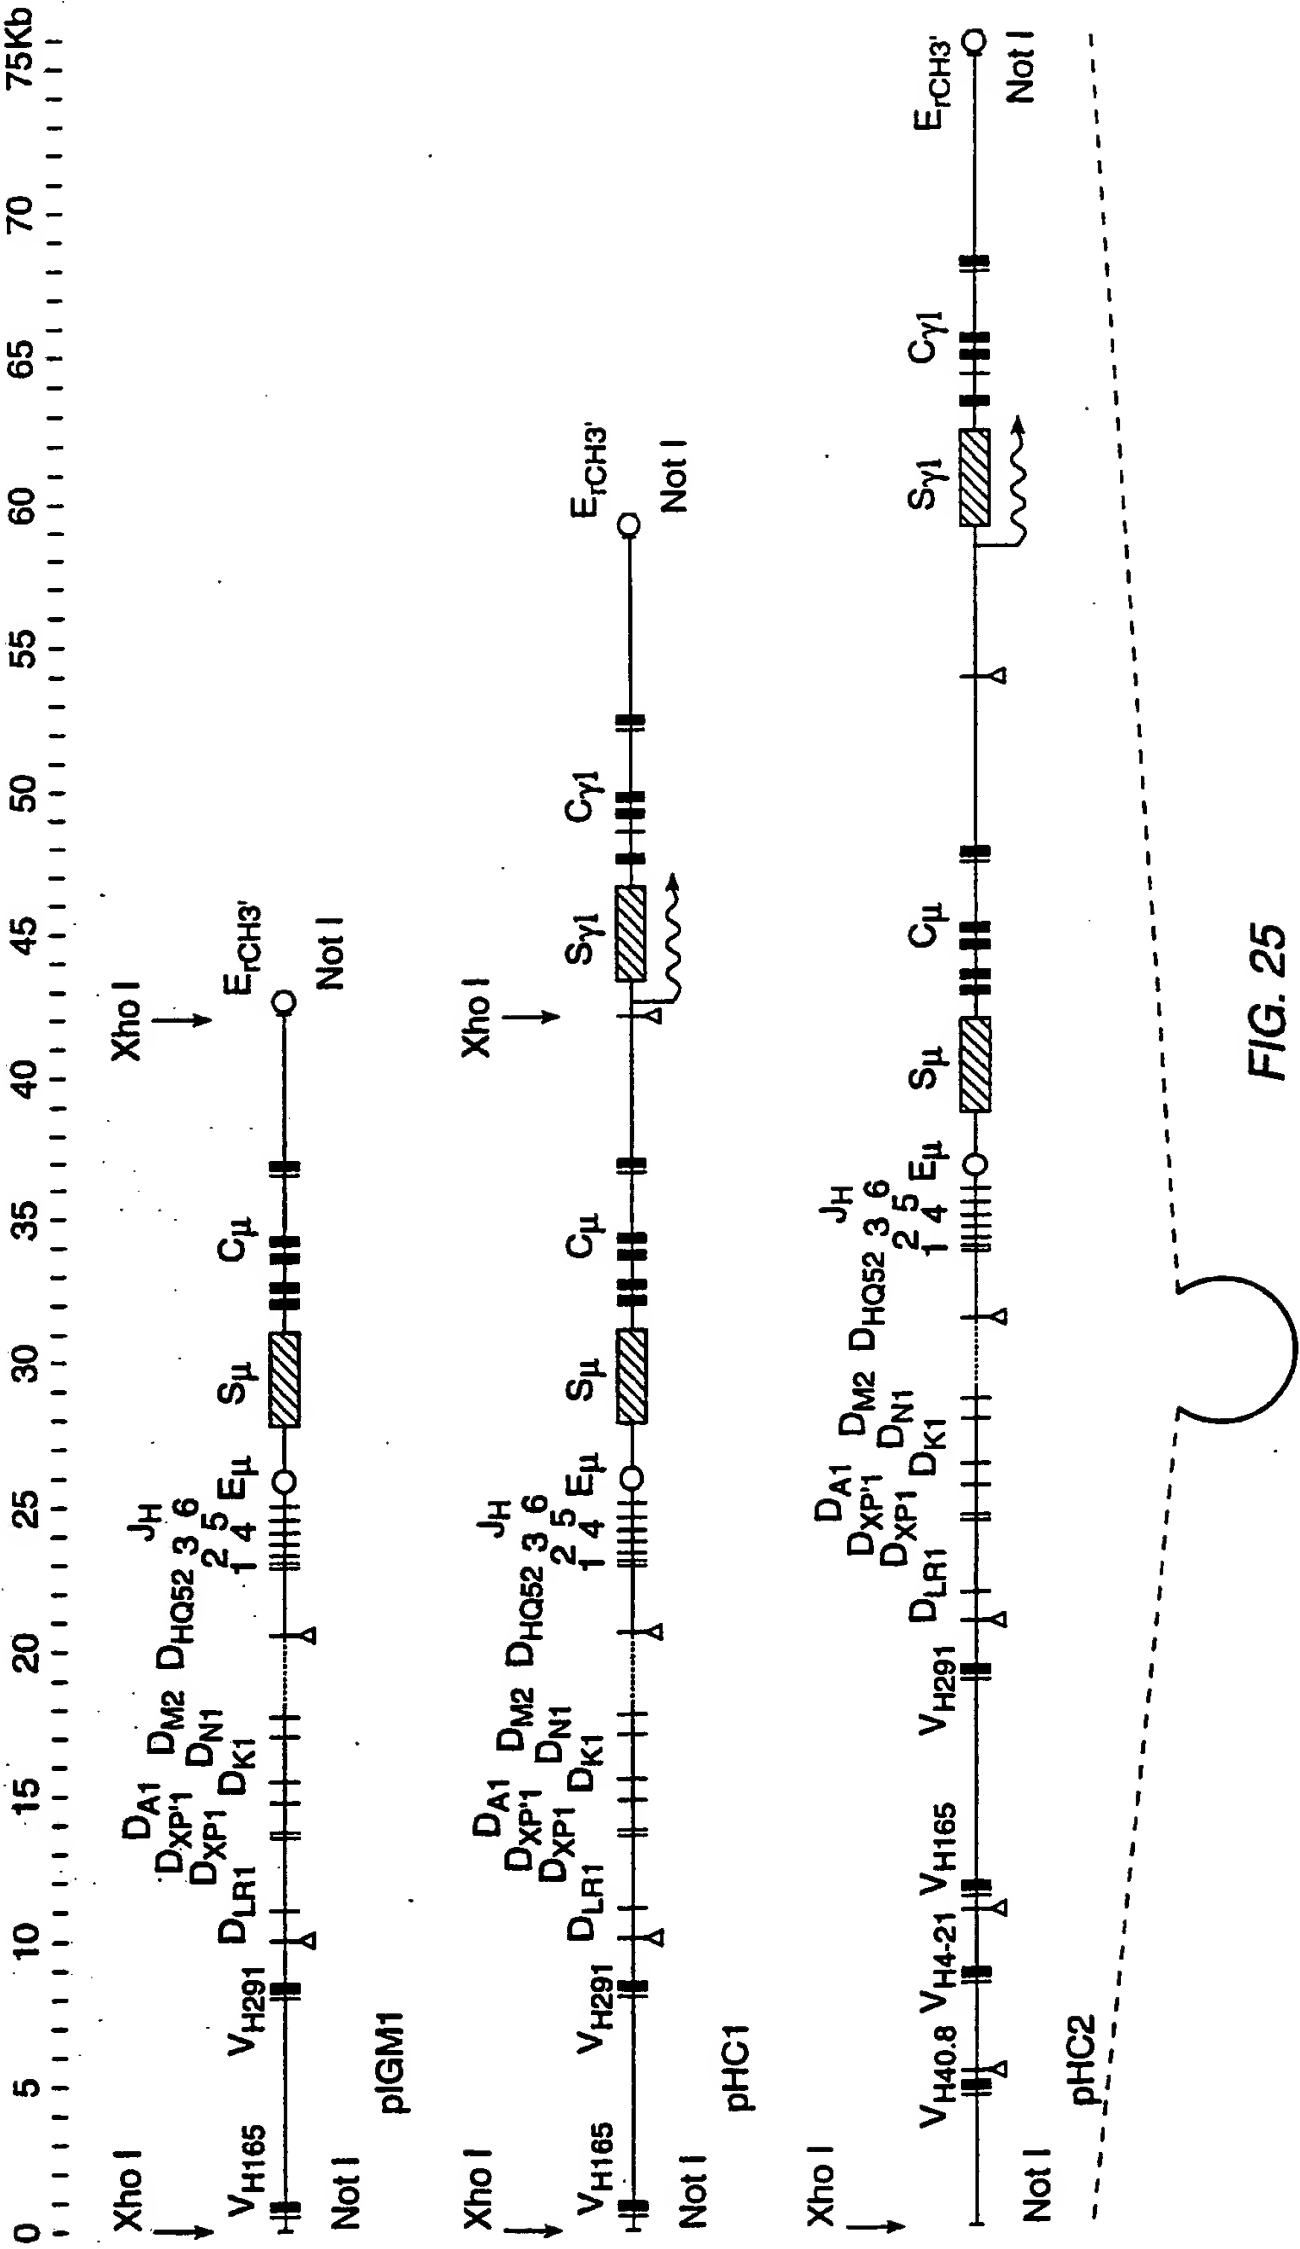 0 5 10 15 20 25 30 35 40 45 50 55 60 65 70 75Kb
Xho I Xho I
DA1 DM2 JH
DXP'1 DN1 DHQ52 3 6
DXP1 DK1 2 5
VH165 VH291 DLR1 1 4 Eμ Sμ Cμ ErCH3'
Not I Not I
pIGM1
Xho I Xho I
DA1 DM2 JH
DXP'1 DN1 DHQ52 3 6
DXP1 DK1 2 5
VH165 VH291 DLR1 1 4 Eμ Sμ Cμ Sγ1 Cγ1 ErCH3'
Not I Not I
pHC1
Xho I
DA1 DM2 JH
DXP'1 DN1 DHQ52 3 6
DXP1 DK1 2 5
VH40.8 VH4-21 VH165 VH291 DLR1 1 4 Eμ Sμ Cμ Sγ1 Cγ1 ErCH3'
Not I Not I
pHC2
FIG. 25